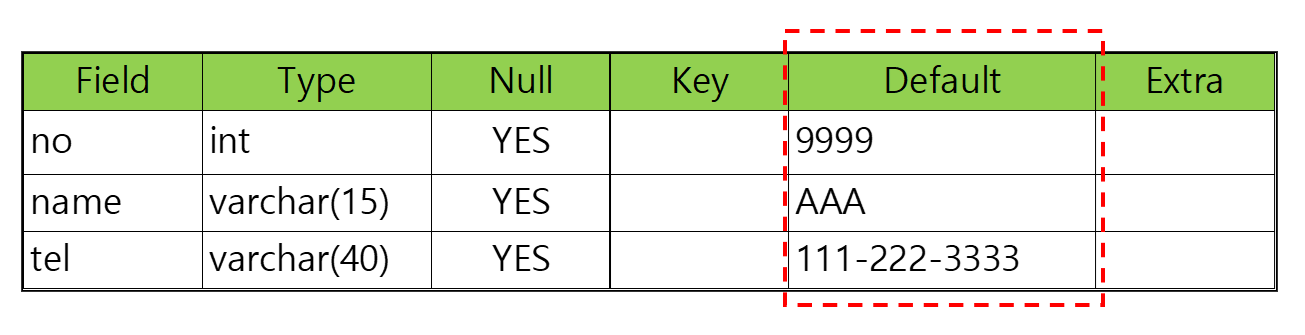 Field Type Null Key Default Extra
no int YES 9999
name varchar(15) YES AAA
tel varchar(40) YES 111-222-3333